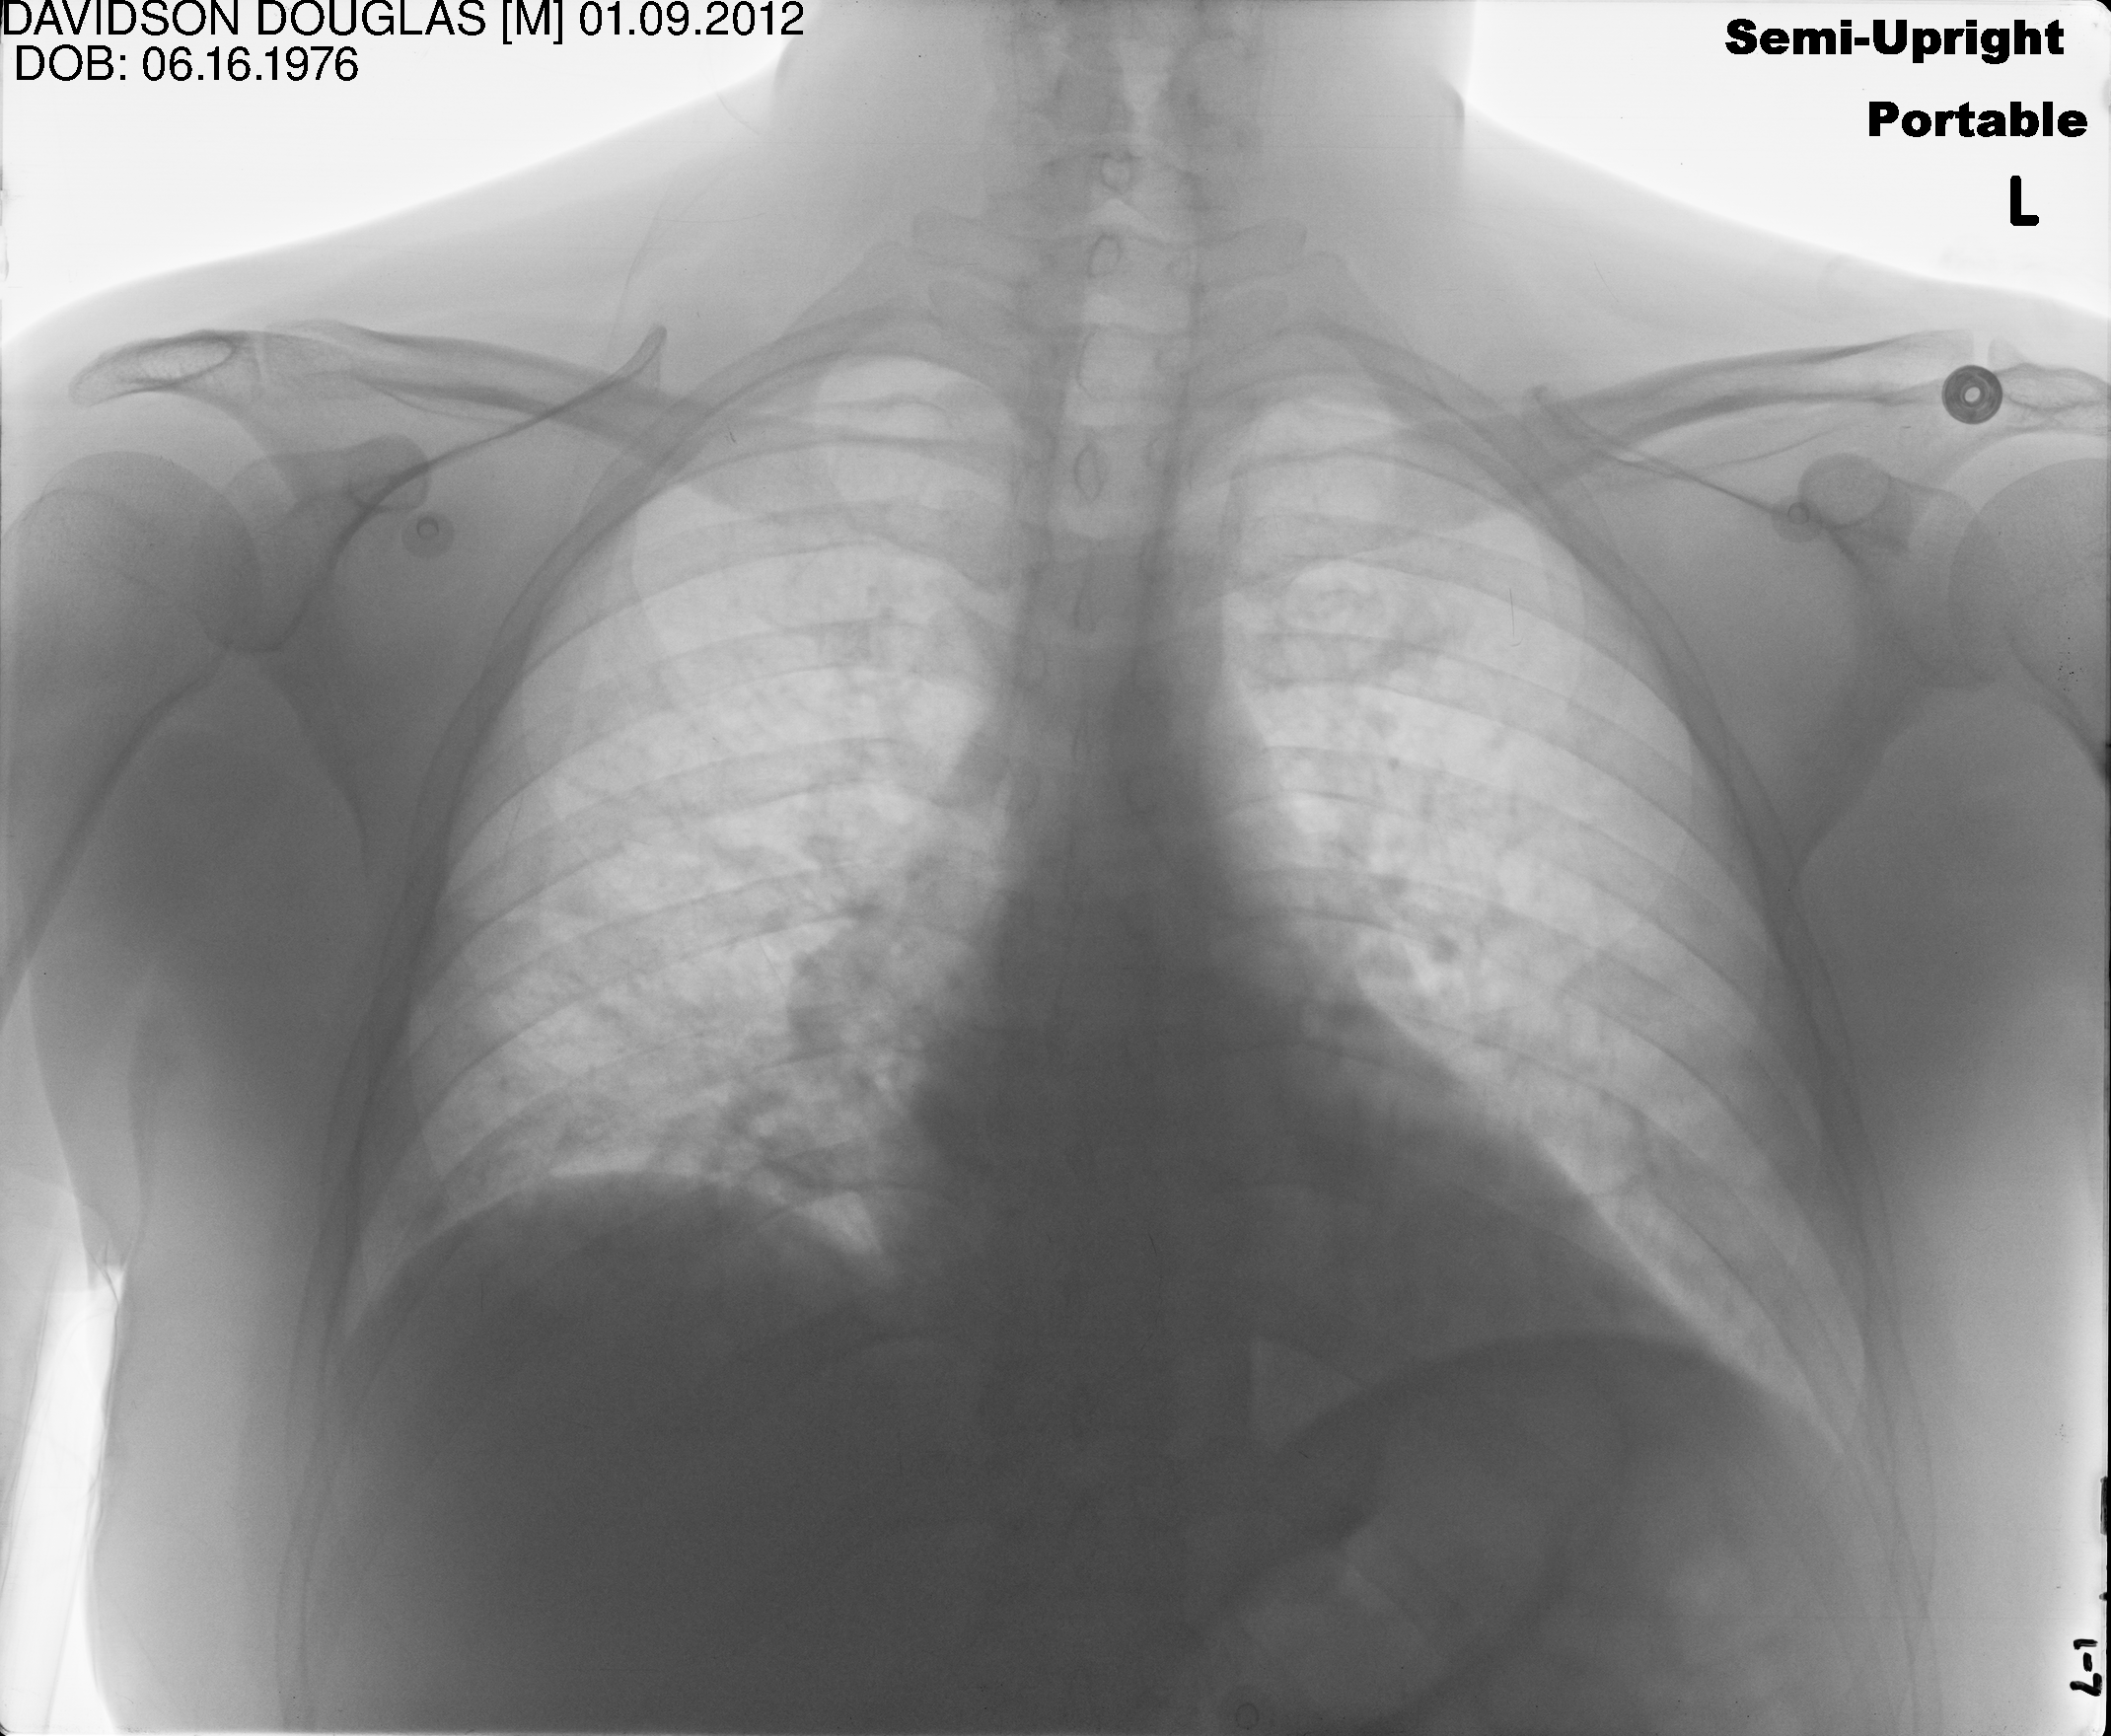 DAVIDSON DOUGLAS [M] 01.09.2012
DOB: 06.16.1976
Semi-Upright
Portable
L
L-1